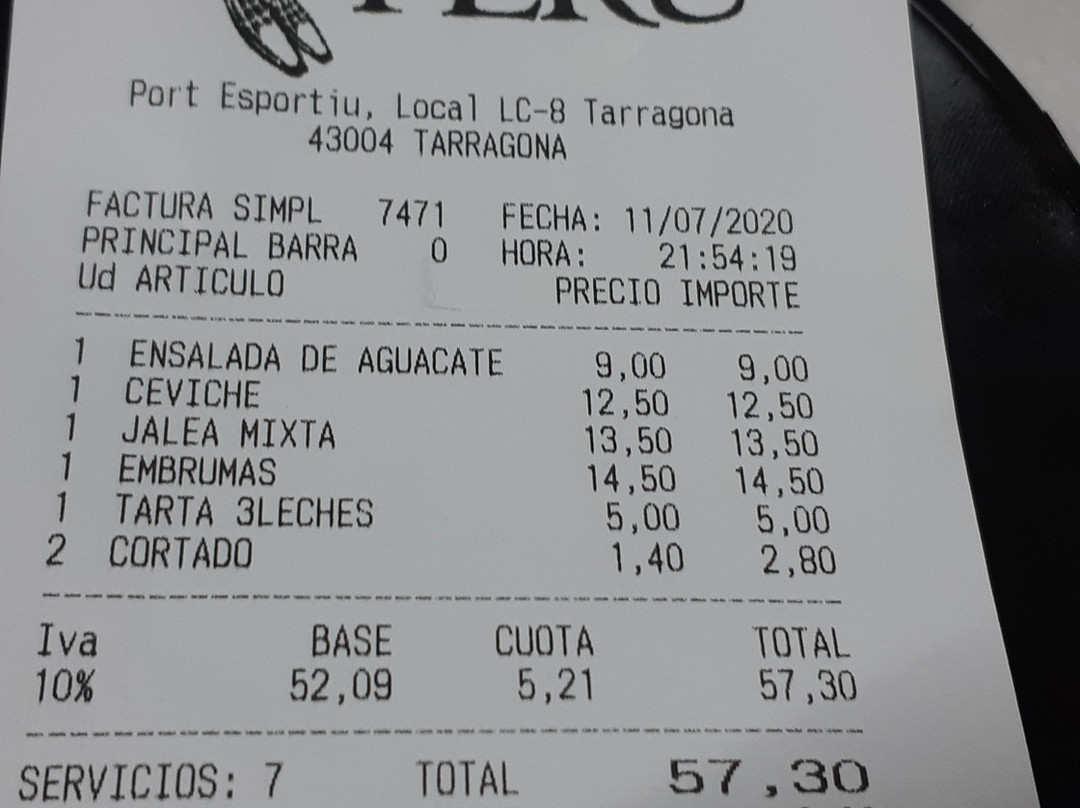 PERU
Port Esportiu, Local LC-8 Tarragona
43004 TARRAGONA
FACTURA SIMPL 7471 FECHA: 11/07/2020
PRINCIPAL BARRA 0 HORA: 21:54:19
Ud ARTICULO PRECIO IMPORTE
1 ENSALADA DE AGUACATE 9,00 9,00
1 CEVICHE 12,50 12,50
1 JALEA MIXTA 13,50 13,50
1 EMBRUMAS 14,50 14,50
1 TARTA 3LECHES 5,00 5,00
2 CORTADO 1,40 2,80
Iva BASE CUOTA TOTAL
10% 52,09 5,21 57,30
SERVICIOS: 7 TOTAL 57,30